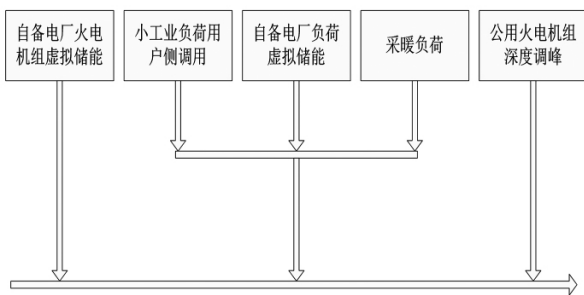 自备电厂火电
机组虚拟储能
小工业负荷用
户侧调用
自备电厂负荷
虚拟储能
采暖负荷
公用火电机组
深度调峰